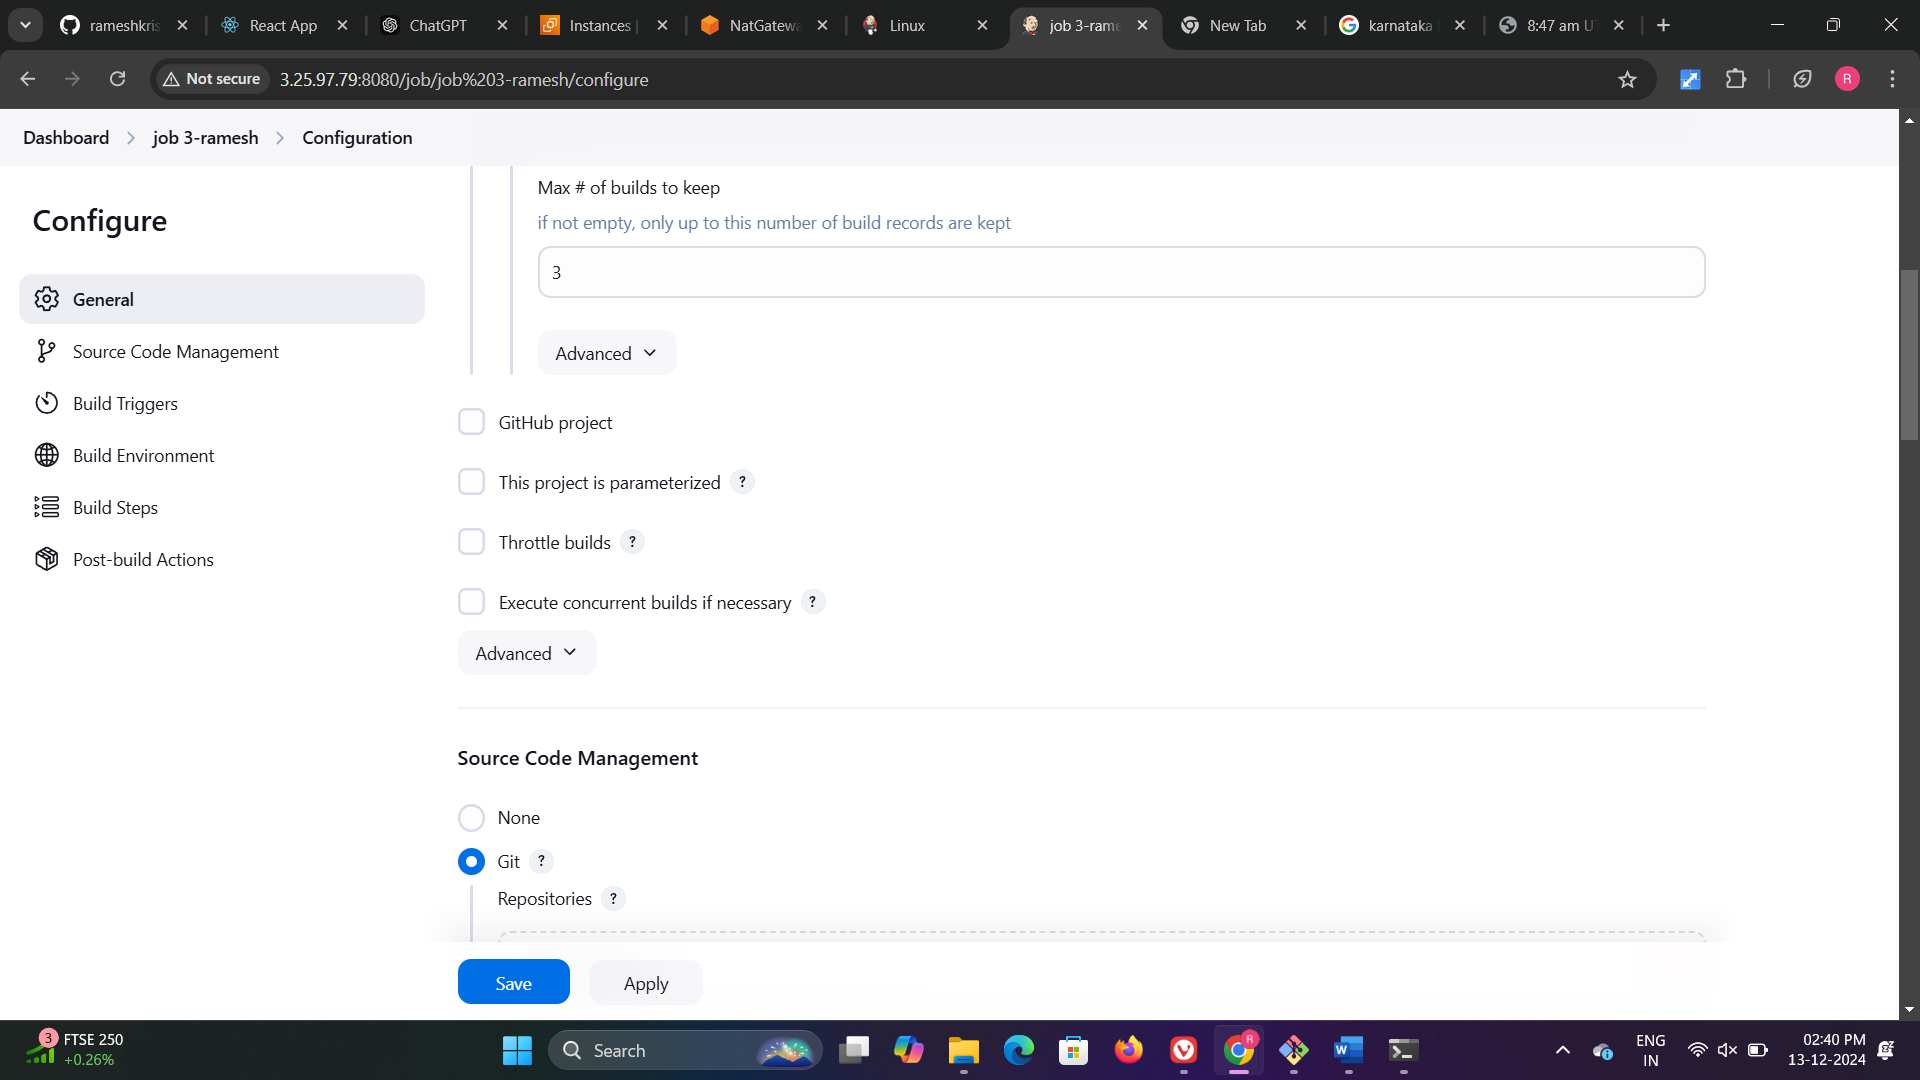 rameshkris
React App
ChatGPT
Instances |
NatGatewa
Linux
job 3-rame
New Tab
karnataka
8:47 am U
Not secure
3.25.97.79:8080/job/job%203-ramesh/configure
R
Dashboard
job 3-ramesh
Configuration
Configure
General
Source Code Management
Build Triggers
Build Environment
Build Steps
Post-build Actions
Max # of builds to keep
if not empty, only up to this number of build records are kept
3
Advanced
GitHub project
This project is parameterized ?
Throttle builds ?
Execute concurrent builds if necessary ?
Advanced
Source Code Management
None
Git ?
Repositories ?
Save
Apply
3
FTSE 250
+0.26%
Search
R
ENG
IN
02:40 PM
13-12-2024